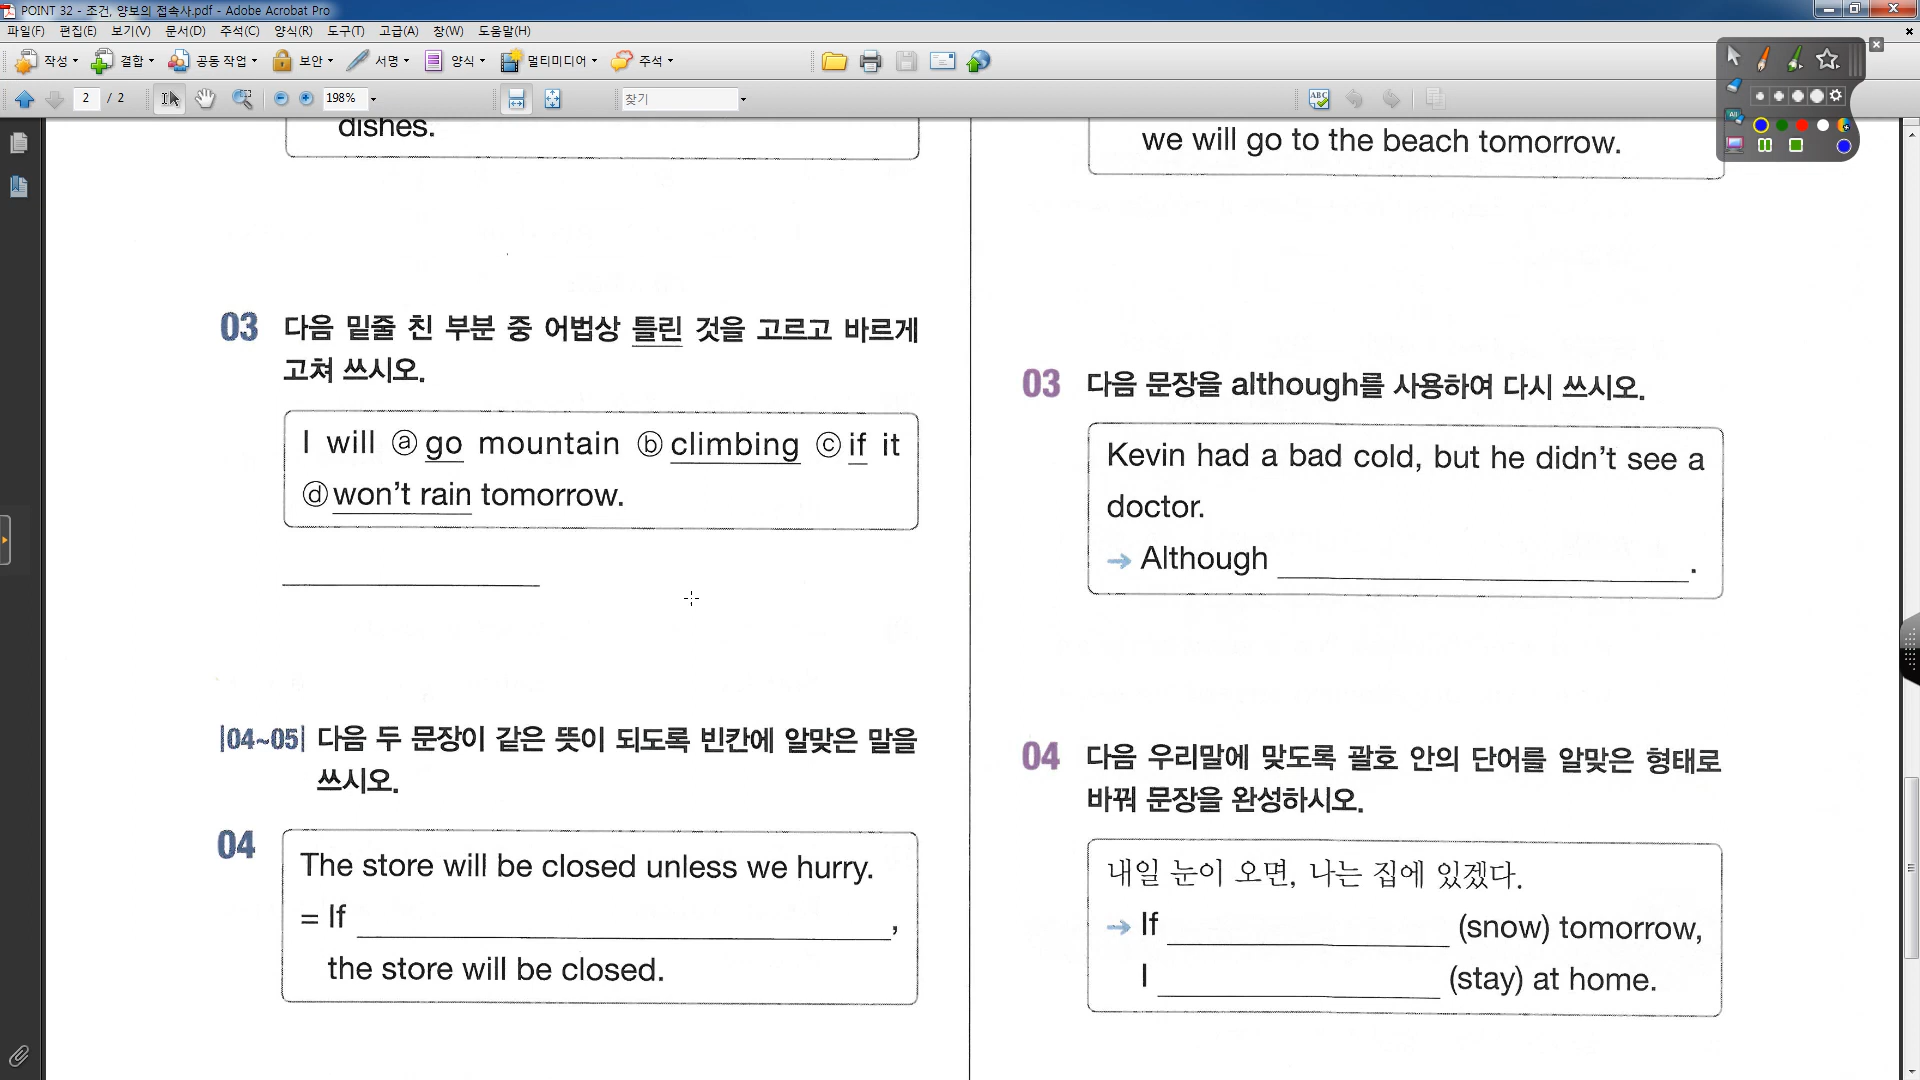 POINT 32 - 조건, 양보의 접속사.pdf - Adobe Acrobat Pro
파일(F) 편집(E) 보기(V) 문서(D) 주석(C) 양식(R) 도구(T) 고급(A) 창(W) 도움말(H)
작성 결합 공동 작업 보안 서명 양식 멀티미디어 주석
2 / 2 198% 찾기
dishes.
03 다음 밑줄 친 부분 중 어법상 틀린 것을 고르고 바르게
고쳐 쓰시오.
I will ⓐ go mountain ⓑ climbing ⓒ if it
ⓓ won't rain tomorrow.
|04~05| 다음 두 문장이 같은 뜻이 되도록 빈칸에 알맞은 말을
쓰시오.
04 The store will be closed unless we hurry.
= If ,
the store will be closed.
we will go to the beach tomorrow.
03 다음 문장을 although를 사용하여 다시 쓰시오.
Kevin had a bad cold, but he didn't see a
doctor.
→ Although .
04 다음 우리말에 맞도록 괄호 안의 단어를 알맞은 형태로
바꿔 문장을 완성하시오.
내일 눈이 오면, 나는 집에 있겠다.
→ If (snow) tomorrow,
I (stay) at home.